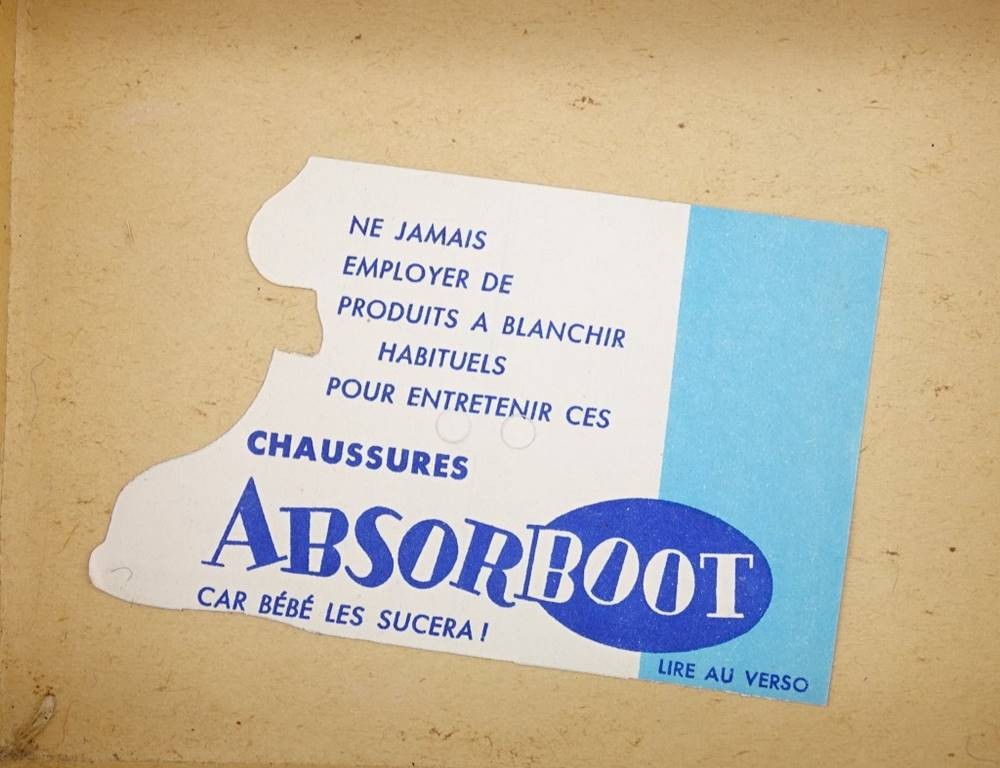 NE JAMAIS
EMPLOYER DE
PRODUITS A BLANCHIR
HABITUELS
POUR ENTRETENIR CES
CHAUSSURES
ABSORBOOT
CAR BÉBÉ LES SUCERA !
LIRE AU VERSO